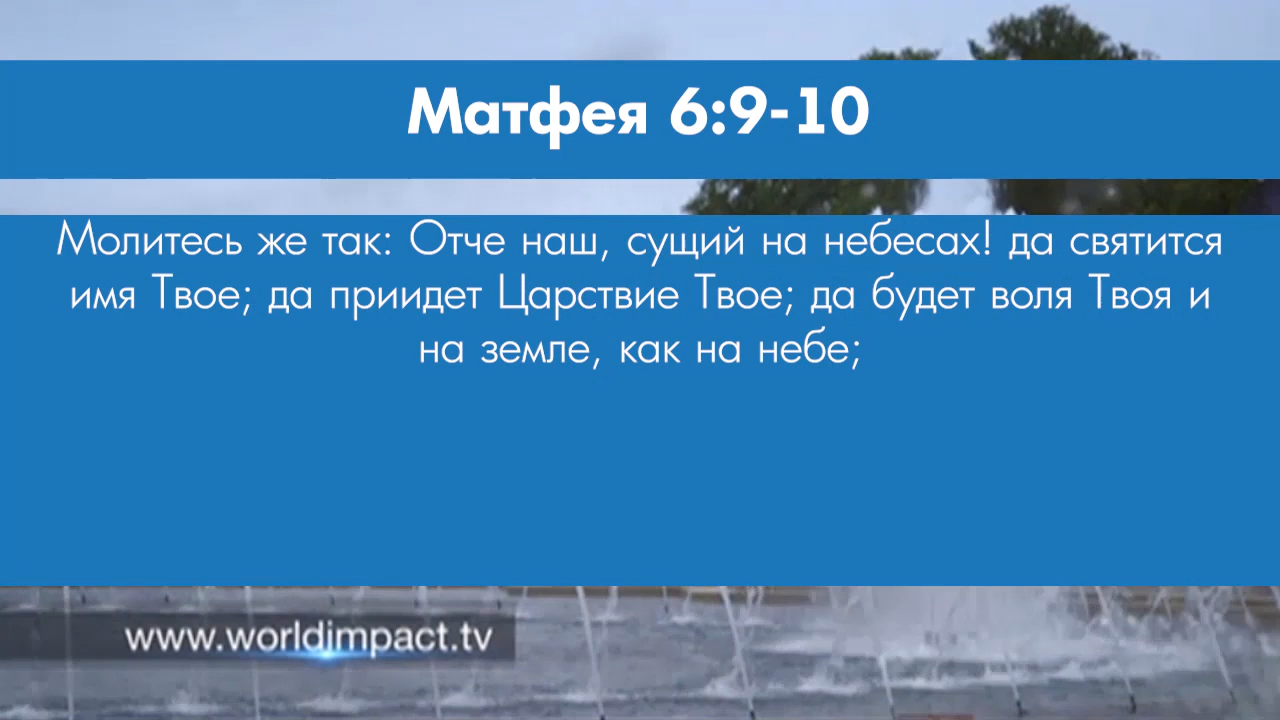 Матфея 6:9-10
Молитесь же так: Отче наш, сущий на небесах! да святится
имя Твое; да приидет Царствие Твое; да будет воля Твоя и
на земле, как на небе;
www.worldimpact.tv